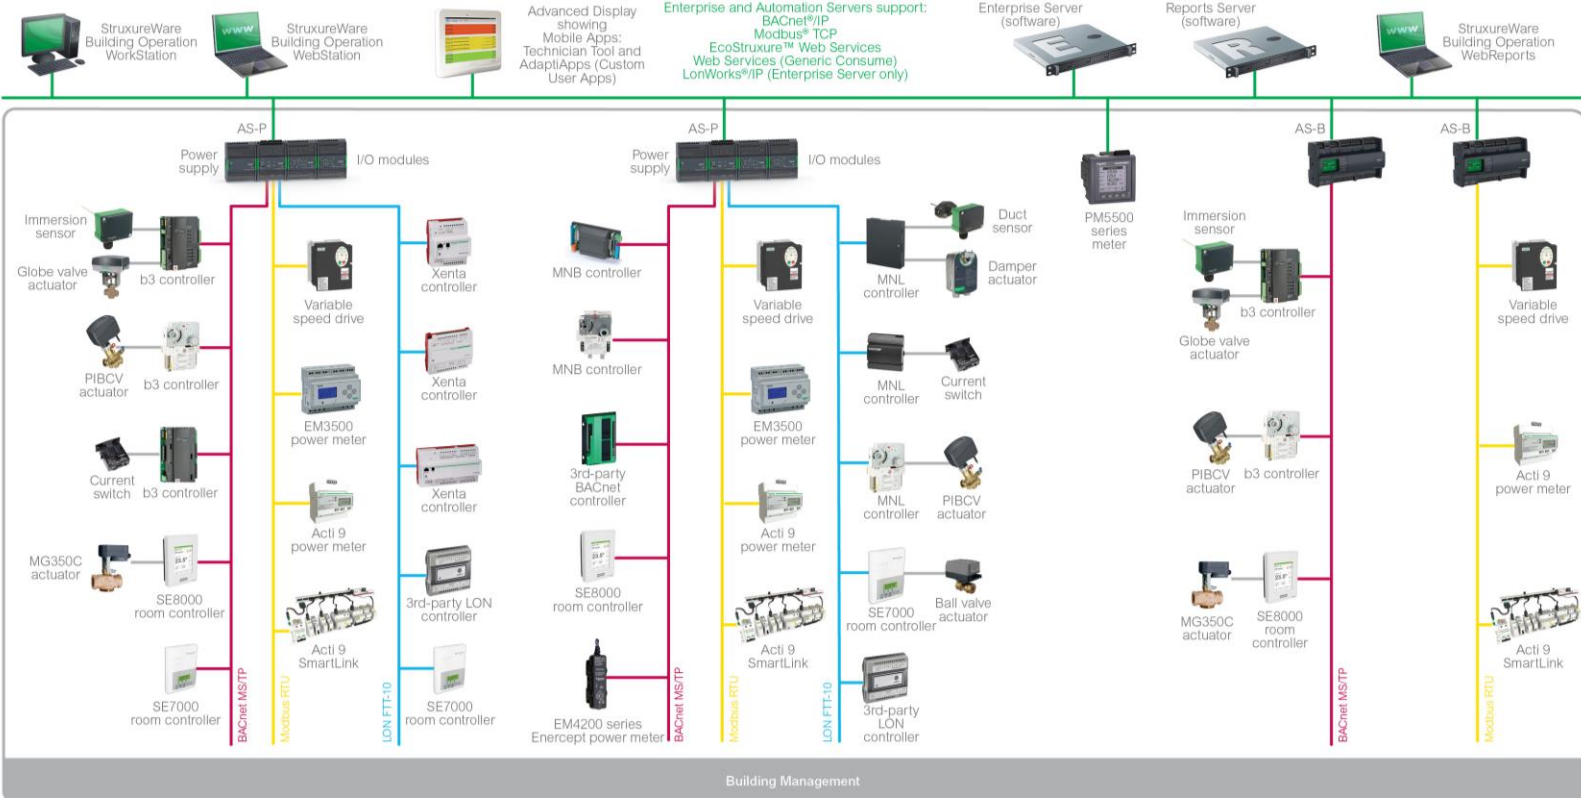 StruxureWare
Building Operation
WorkStation
WWW
StruxureWare
Building Operation
WebStation
Advanced Display
showing
Mobile Apps:
Technician Tool and
AdaptiApps (Custom
User Apps)
Enterprise and Automation Servers support:
BACnet®/IP
Modbus® TCP
EcoStruxure™ Web Services
Web Services (Generic Consume)
LonWorks®/IP (Enterprise Server only)
Enterprise Server
(software)
E
Reports Server
(software)
R
WWW
StruxureWare
Building Operation
WebReports
AS-P
Power
supply
I/O modules
Immersion
sensor
Globe valve
actuator
b3 controller
PIBCV
actuator
b3 controller
Current
switch
b3 controller
MG350C
actuator
SE8000
room controller
SE7000
room controller
BACnet MS/TP
Variable
speed drive
EM3500
power meter
Acti 9
power meter
Acti 9
SmartLink
Modbus RTU
Xenta
controller
Xenta
controller
Xenta
controller
3rd-party LON
controller
SE7000
room controller
LON FTT-10
AS-P
Power
supply
I/O modules
MNB controller
MNB controller
3rd-party
BACnet
controller
SE8000
room controller
EM4200 series
Enercept power meter
BACnet MS/TP
Variable
speed drive
EM3500
power meter
Acti 9
power meter
Acti 9
SmartLink
Modbus RTU
MNL
controller
Duct
sensor
Damper
actuator
MNL
controller
Current
switch
MNL
controller
PIBCV
actuator
SE7000
room controller
Ball valve
actuator
3rd-party
LON
controller
LON FTT-10
PM5500
series
meter
AS-B
Immersion
sensor
b3 controller
Globe valve
actuator
PIBCV
actuator
b3 controller
MG350C
actuator
SE8000
room
controller
BACnet MS/TP
AS-B
Variable
speed drive
Acti 9
power meter
Acti 9
SmartLink
Modbus RTU
Building Management